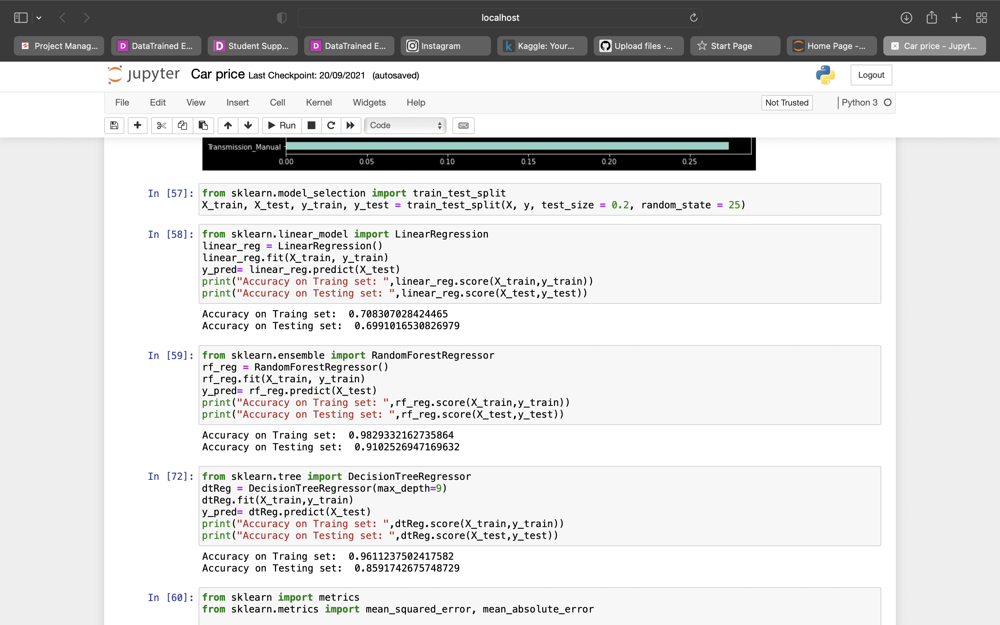 localhost
Project Manag...
DataTrained E...
Student Supp...
DataTrained E...
Instagram
Kaggle: Your...
Upload files ·...
Start Page
Home Page -...
Car price - Jupyt...
jupyter Car price Last Checkpoint: 20/09/2021 (autosaved)
Logout
File Edit View Insert Cell Kernel Widgets Help
Not Trusted
Python 3
Run
Code
Transmission_Manual
0.00 0.05 0.10 0.15 0.20 0.25
In [57]: from sklearn.model_selection import train_test_split
X_train, X_test, y_train, y_test = train_test_split(X, y, test_size = 0.2, random_state = 25)
In [58]: from sklearn.linear_model import LinearRegression
linear_reg = LinearRegression()
linear_reg.fit(X_train, y_train)
y_pred= linear_reg.predict(X_test)
print("Accuracy on Traing set: ",linear_reg.score(X_train,y_train))
print("Accuracy on Testing set: ",linear_reg.score(X_test,y_test))
Accuracy on Traing set:  0.708307028424465
Accuracy on Testing set:  0.6991016530826979
In [59]: from sklearn.ensemble import RandomForestRegressor
rf_reg = RandomForestRegressor()
rf_reg.fit(X_train, y_train)
y_pred= rf_reg.predict(X_test)
print("Accuracy on Traing set: ",rf_reg.score(X_train,y_train))
print("Accuracy on Testing set: ",rf_reg.score(X_test,y_test))
Accuracy on Traing set:  0.9829332162735864
Accuracy on Testing set:  0.9102526947169632
In [72]: from sklearn.tree import DecisionTreeRegressor
dtReg = DecisionTreeRegressor(max_depth=9)
dtReg.fit(X_train,y_train)
y_pred= dtReg.predict(X_test)
print("Accuracy on Traing set: ",dtReg.score(X_train,y_train))
print("Accuracy on Testing set: ",dtReg.score(X_test,y_test))
Accuracy on Traing set:  0.9611237502417582
Accuracy on Testing set:  0.8591742675748729
In [60]: from sklearn import metrics
from sklearn.metrics import mean_squared_error, mean_absolute_error